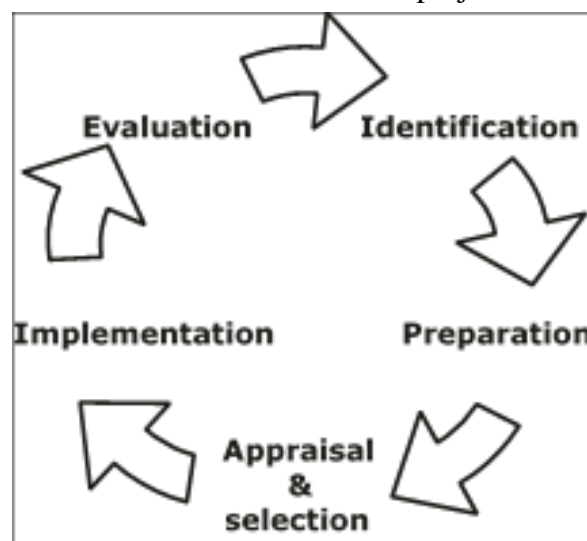 Evaluation
Identification
Implementation
Preparation
Appraisal
&
selection